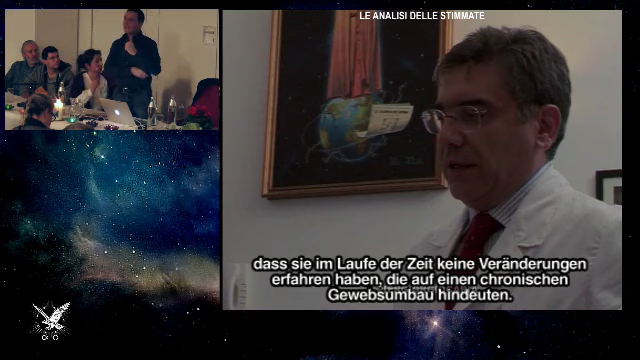 LE ANALISI DELLE STIMMATE
dass sie im Laufe der Zeit keine Veränderungen
erfahren haben, die auf einen chronischen
Gewebsumbau hindeuten.